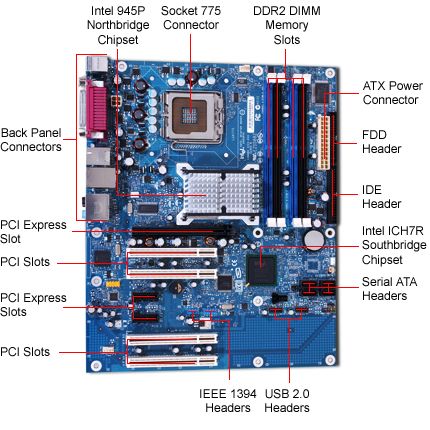 Intel 945P
Northbridge
Chipset
Socket 775
Connector
DDR2 DIMM
Memory
Slots
ATX Power
Connector
Back Panel
Connectors
FDD
Header
IDE
Header
PCI Express
Slot
Intel ICH7R
Southbridge
Chipset
PCI Slots
Serial ATA
Headers
PCI Express
Slots
PCI Slots
IEEE 1394
Headers
USB 2.0
Headers